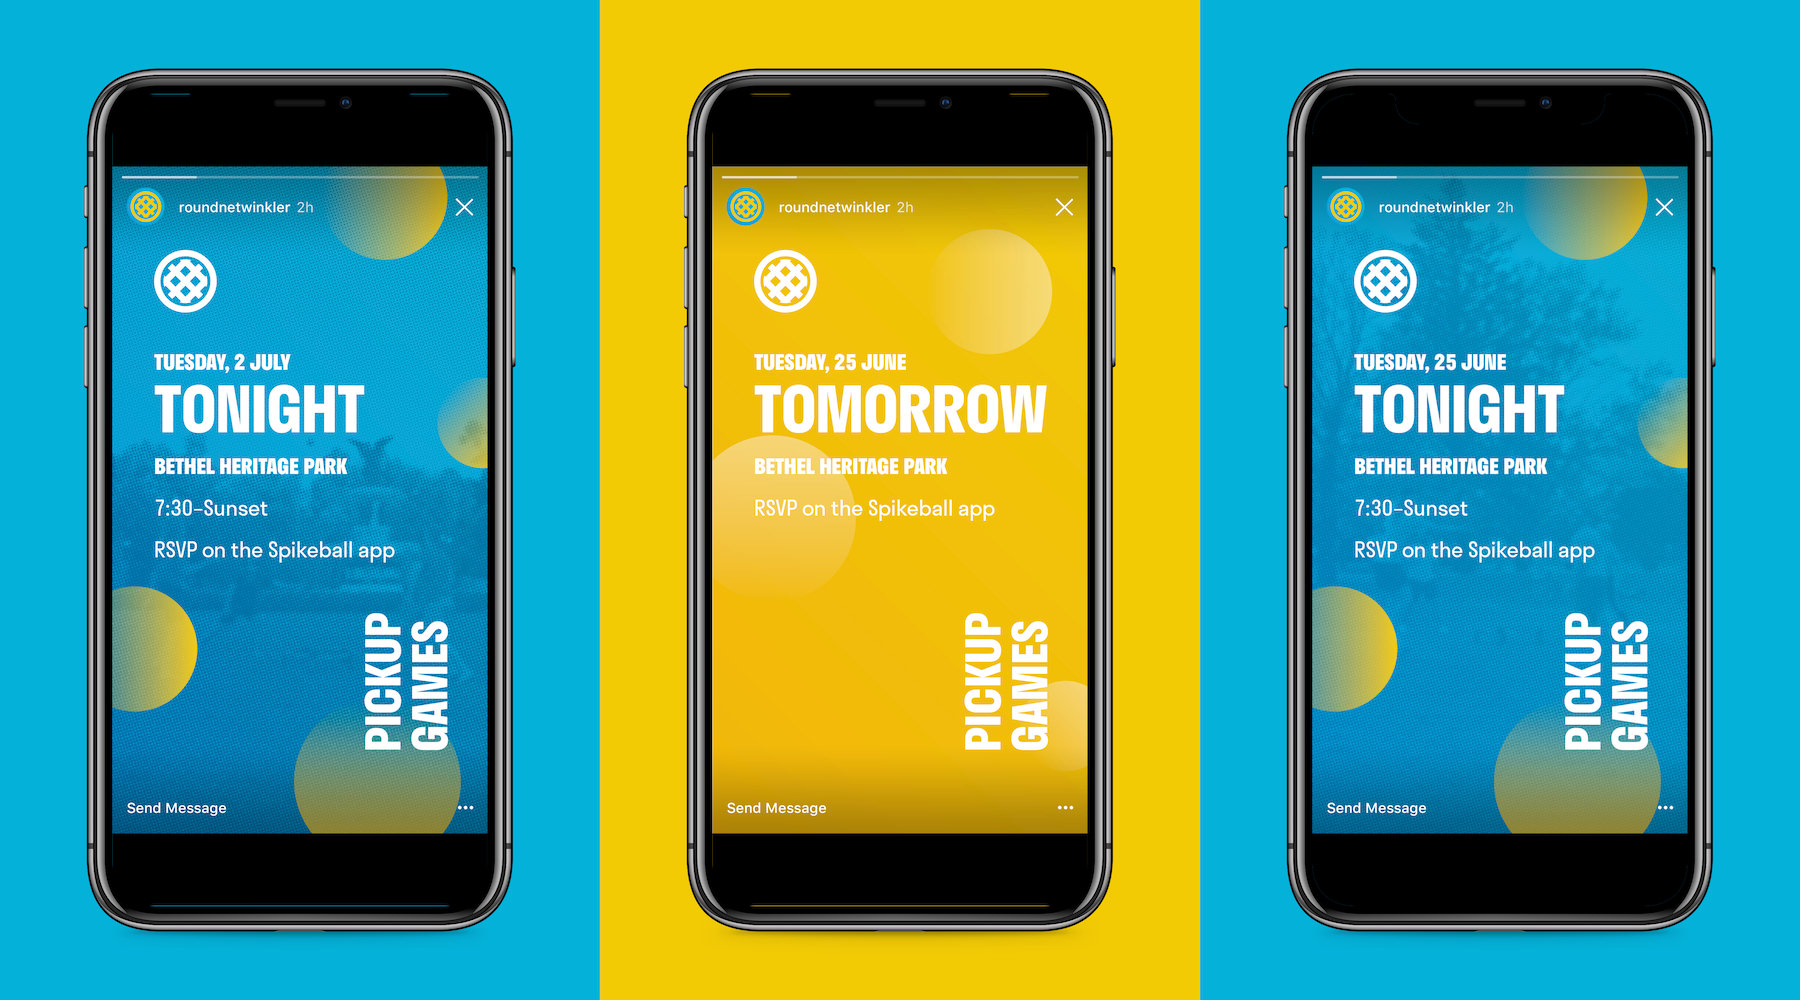 roundnetwinkler 2h
TUESDAY, 2 JULY
TONIGHT
BETHEL HERITAGE PARK
7:30–Sunset
RSVP on the Spikeball app
PICKUP
GAMES
Send Message
roundnetwinkler 2h
TUESDAY, 25 JUNE
TOMORROW
BETHEL HERITAGE PARK
RSVP on the Spikeball app
PICKUP
GAMES
Send Message
roundnetwinkler 2h
TUESDAY, 25 JUNE
TONIGHT
BETHEL HERITAGE PARK
7:30–Sunset
RSVP on the Spikeball app
PICKUP
GAMES
Send Message